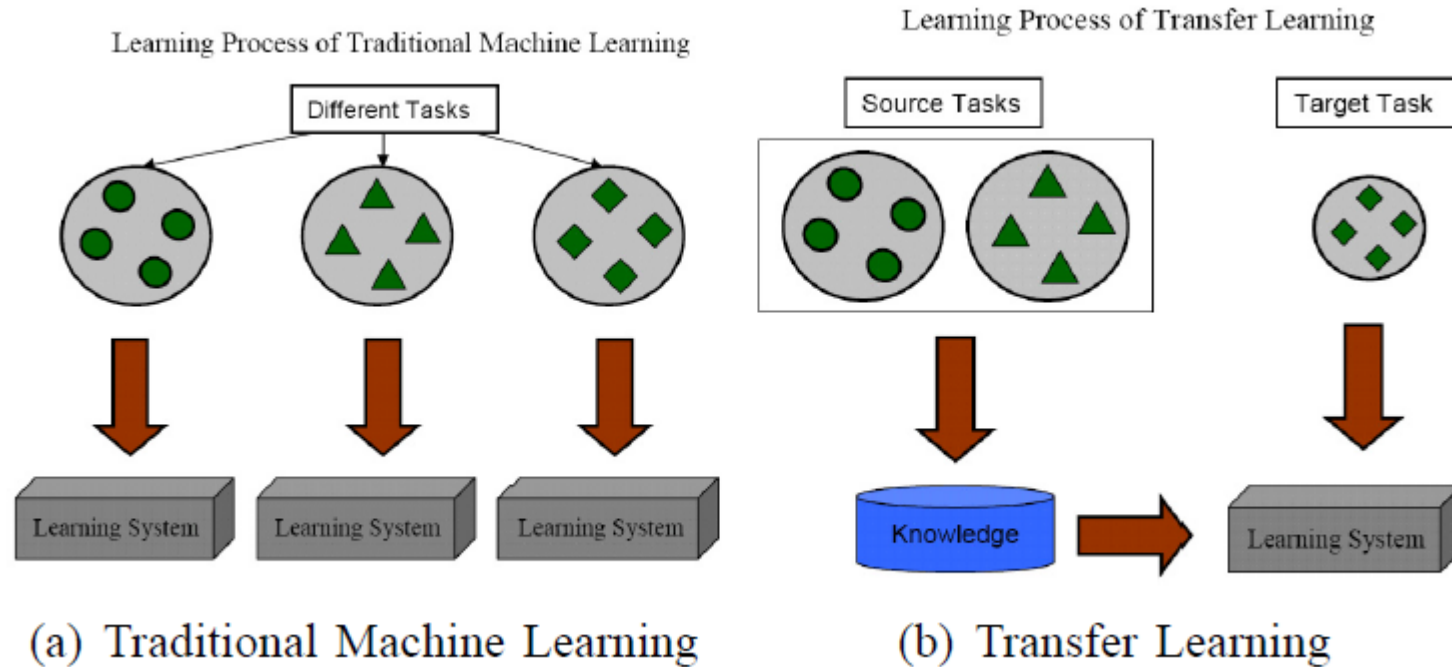 Learning Process of Traditional Machine Learning
Different Tasks
Learning System
Learning System
Learning System
(a) Traditional Machine Learning
Learning Process of Transfer Learning
Source Tasks
Target Task
Knowledge
Learning System
(b) Transfer Learning